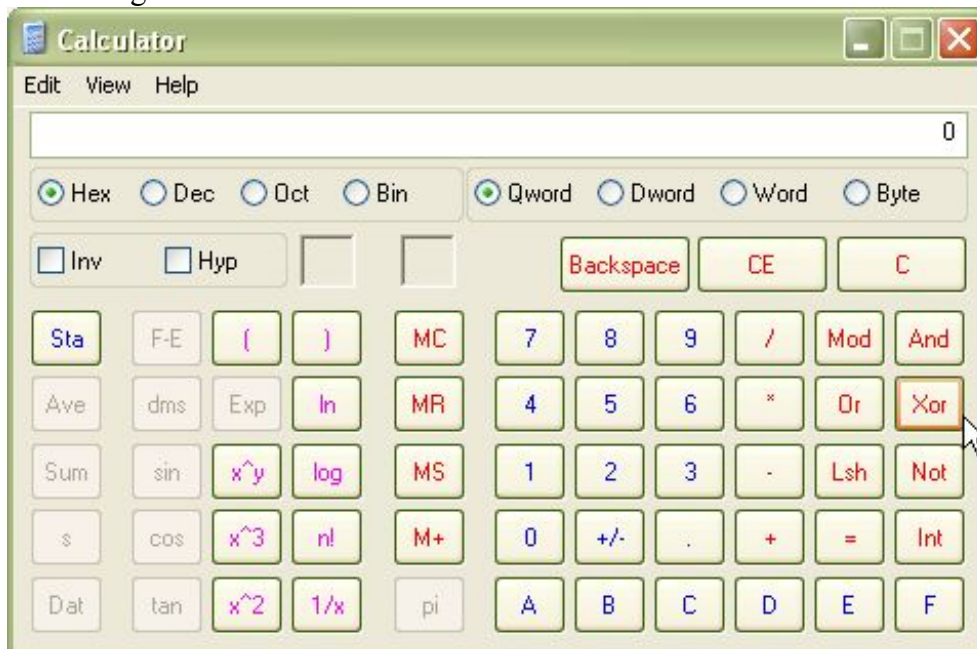 Calculator
Edit View Help
0
Hex Dec Oct Bin Qword Dword Word Byte
Inv Hyp Backspace CE C
Sta F-E ( ) MC 7 8 9 / Mod And
Ave dms Exp ln MR 4 5 6 * Or Xor
Sum sin x^y log MS 1 2 3 - Lsh Not
s cos x^3 n! M+ 0 +/- . + = Int
Dat tan x^2 1/x pi A B C D E F